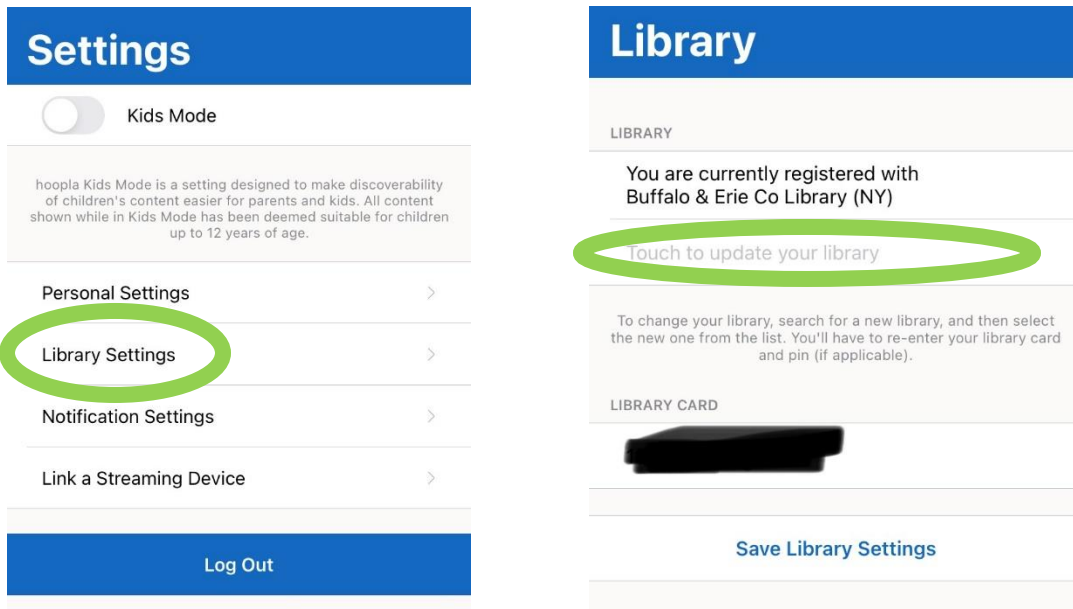 Settings
Kids Mode
hoopla Kids Mode is a setting designed to make discoverability
of children's content easier for parents and kids. All content
shown while in Kids Mode has been deemed suitable for children
up to 12 years of age.
Personal Settings
Library Settings
Notification Settings
Link a Streaming Device
Log Out
Library
LIBRARY
You are currently registered with
Buffalo & Erie Co Library (NY)
Touch to update your library
To change your library, search for a new library, and then select
the new one from the list. You'll have to re-enter your library card
and pin (if applicable).
LIBRARY CARD
Save Library Settings